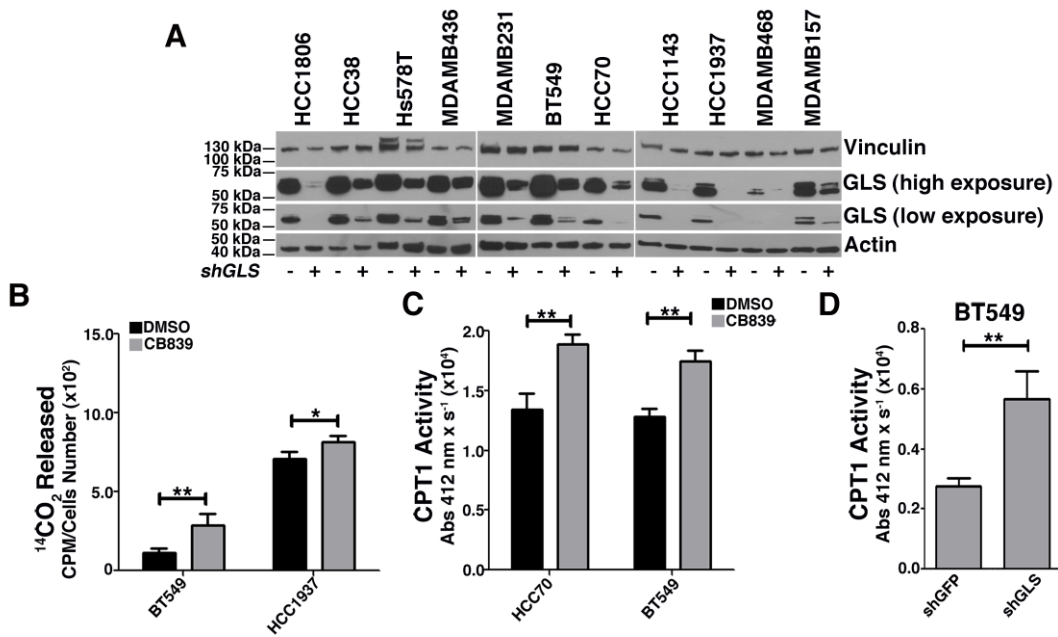 A
HCC1806
HCC38
Hs578T
MDAMB436
MDAMB231
BT549
HCC70
HCC1143
HCC1937
MDAMB468
MDAMB157
130 kDa
100 kDa
Vinculin
75 kDa
50 kDa
GLS (high exposure)
75 kDa
50 kDa
GLS (low exposure)
50 kDa
40 kDa
Actin
shGLS - + - + - + - + - + - + - + - + - + - + - +
B
DMSO
CB839
¹⁴CO₂ Released
CPM/Cells Number (x10²)
15.0
10.0
5.0
0.0
**
*
BT549
HCC1937
C
DMSO
CB839
CPT1 Activity
Abs 412 nm x s⁻¹ (x10⁴)
2.0
1.5
1.0
0.0
**
**
HCC70
BT549
D
BT549
CPT1 Activity
Abs 412 nm x s⁻¹ (x10⁴)
0.8
0.6
0.4
0.2
0.0
**
shGFP
shGLS